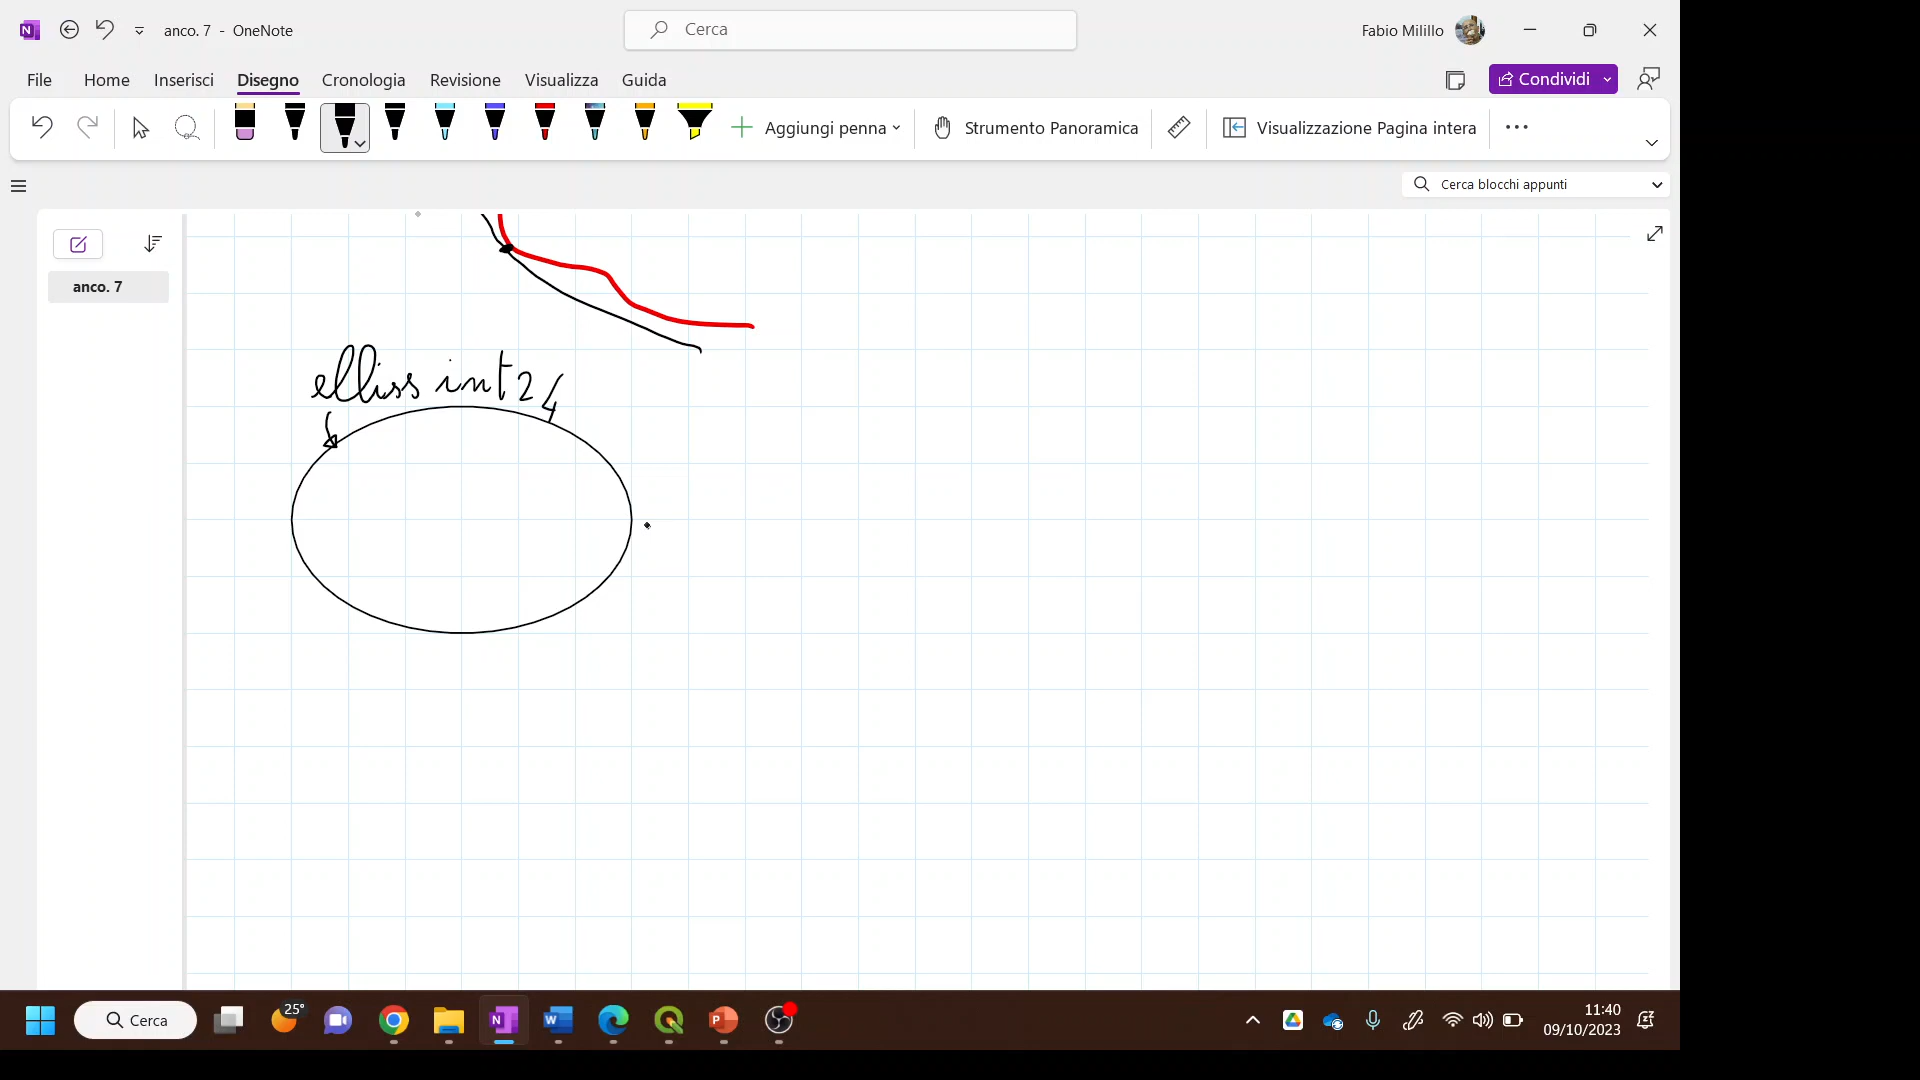 anco. 7 - OneNote
Cerca
Fabio Milillo
File Home Inserisci Disegno Cronologia Revisione Visualizza Guida
Condividi
Aggiungi penna
Strumento Panoramica
Visualizzazione Pagina intera
Cerca blocchi appunti
anco. 7
elliss int 24
25°
Cerca
11:40
09/10/2023